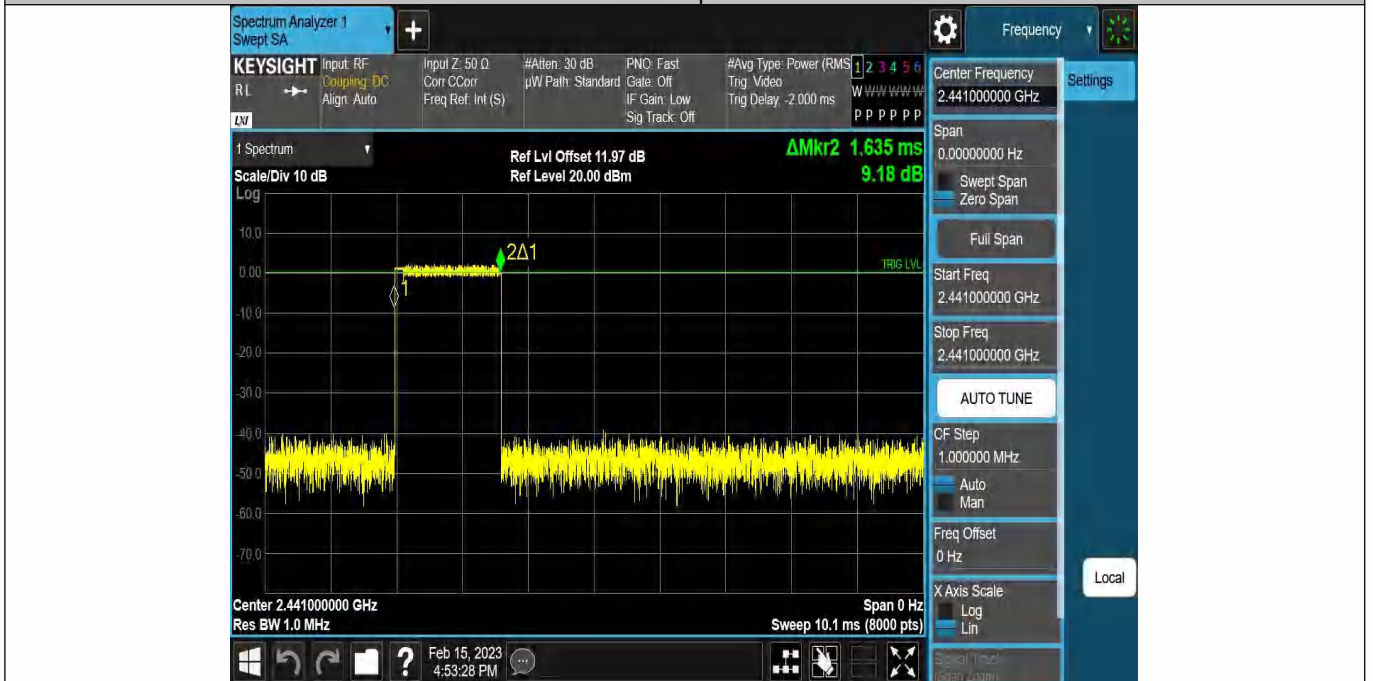 Spectrum Analyzer 1
Swept SA
+
Frequency
KEYSIGHT
RL
LXI
Input: RF
Coupling: DC
Align: Auto
Input Z: 50 Ω
Corr CCorr
Freq Ref: Int (S)
#Atten: 30 dB
µW Path: Standard
PNO: Fast
Gate: Off
IF Gain: Low
Sig Track: Off
#Avg Type: Power (RMS
Trig: Video
Trig Delay: -2.000 ms
1 2 3 4 5 6
W W W W W W
P P P P P P
1 Spectrum
Scale/Div 10 dB
Log
Ref Lvl Offset 11.97 dB
Ref Level 20.00 dBm
ΔMkr2 1.635 ms
9.18 dB
10.0
0.00
-10.0
-20.0
-30.0
-40.0
-50.0
-60.0
-70.0
2Δ1
1
TRIG LVL
Center 2.441000000 GHz
Res BW 1.0 MHz
Span 0 Hz
Sweep 10.1 ms (8000 pts)
Feb 15, 2023
4:53:28 PM
?
Center Frequency
2.441000000 GHz
Settings
Span
0.00000000 Hz
Swept Span
Zero Span
Full Span
Start Freq
2.441000000 GHz
Stop Freq
2.441000000 GHz
AUTO TUNE
CF Step
1.000000 MHz
Auto
Man
Freq Offset
0 Hz
X Axis Scale
Log
Lin
Local
Signal Track
(Span Zoom)